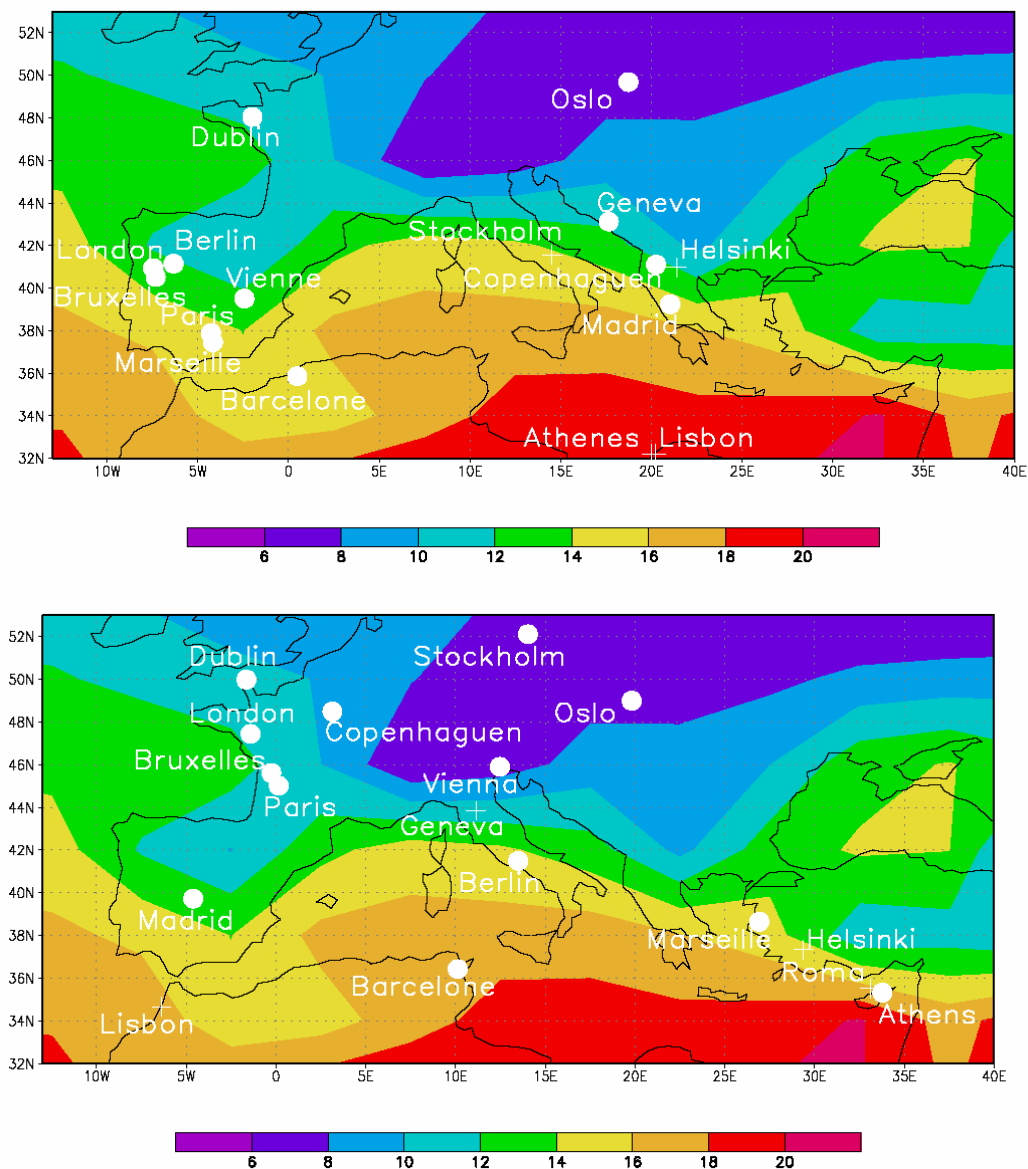 52N
50N
Oslo
48N
Dublin
46N
44N
Geneva
Stockholm
42N
London Berlin
Helsinki
Vienne
Copenhaguen
40N
Bruxelles
Paris
Madrid
38N
Marseille
36N
Barcelone
34N
Athenes Lisbon
32N
10W 5W 0 5E 10E 15E 20E 25E 30E 35E 40E
6 8 10 12 14 16 18 20
52N
Dublin
Stockholm
50N
London
Oslo
48N
Copenhaguen
Bruxelles
46N
Vienna
Paris
44N
Geneva
42N
Berlin
40N
Madrid
38N
Marseille Helsinki
Roma
36N
Barcelone
Athens
34N
Lisbon
32N
10W 5W 0 5E 10E 15E 20E 25E 30E 35E 40E
6 8 10 12 14 16 18 20